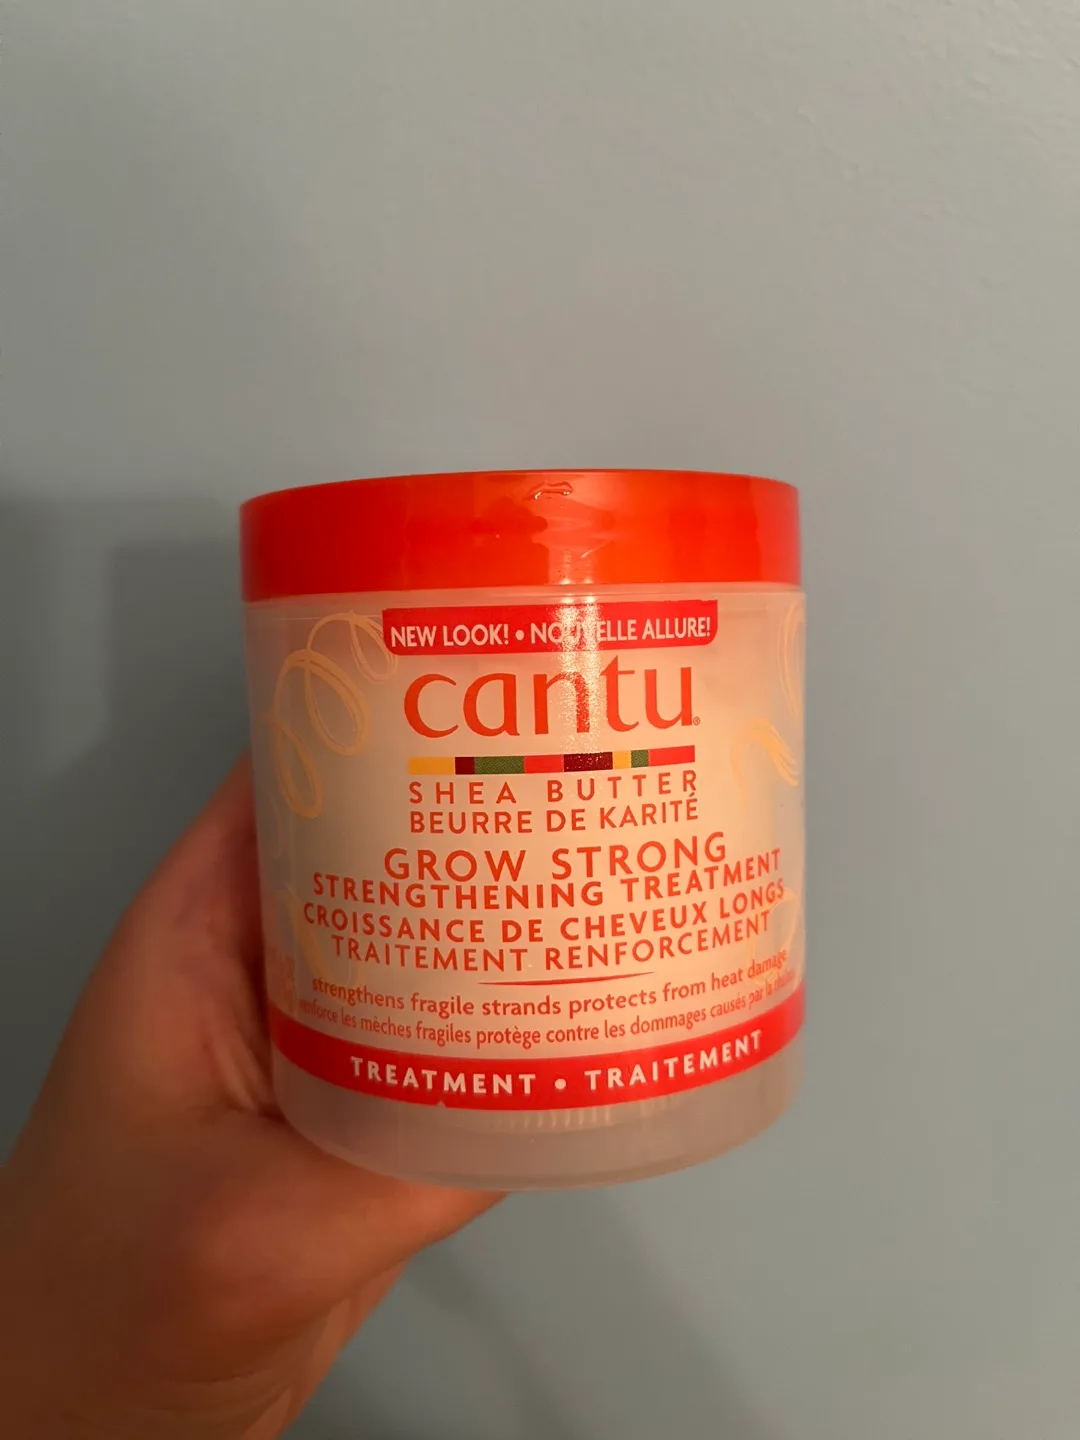 NEW LOOK! • NOUVELLE ALLURE!
cantu®
SHEA BUTTER
BEURRE DE KARITÉ
GROW STRONG
STRENGTHENING TREATMENT
CROISSANCE DE CHEVEUX LONGS
TRAITEMENT RENFORCEMENT
strengthens fragile strands protects from heat damage
renforce les mèches fragiles protège contre les dommages causés par la
TREATMENT • TRAITEMENT